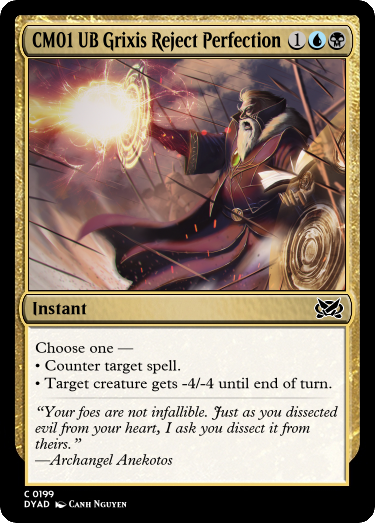 CM01 UB Grixis Reject Perfection 1
Instant
Choose one —
• Counter target spell.
• Target creature gets -4/-4 until end of turn.
“Your foes are not infallible. Just as you dissected
evil from your heart, I ask you dissect it from
theirs.”
—Archangel Anekotos
C 0199
DYAD Canh Nguyen